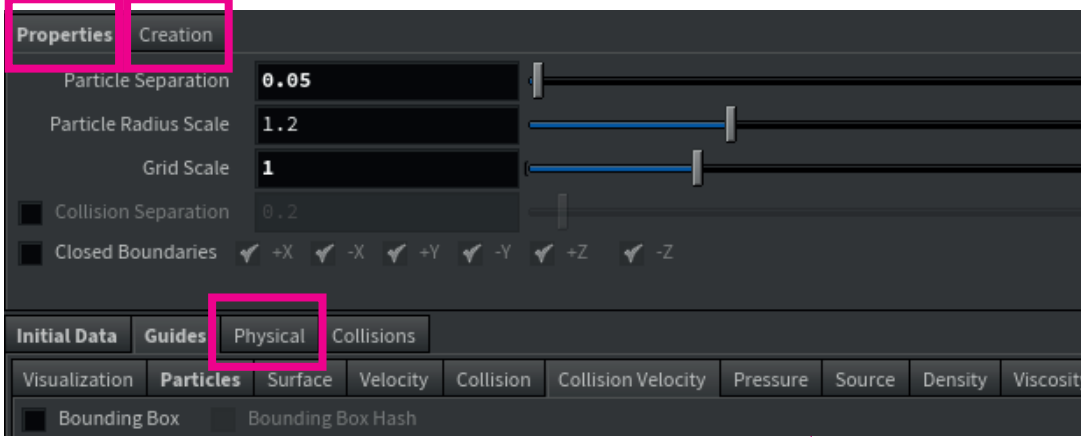 Properties Creation
Particle Separation 0.05
Particle Radius Scale 1.2
Grid Scale 1
Collision Separation 0.2
Closed Boundaries +X -X +Y -Y +Z -Z
Initial Data Guides Physical Collisions
Visualization Particles Surface Velocity Collision Collision Velocity Pressure Source Density Viscosit
Bounding Box Bounding Box Hash